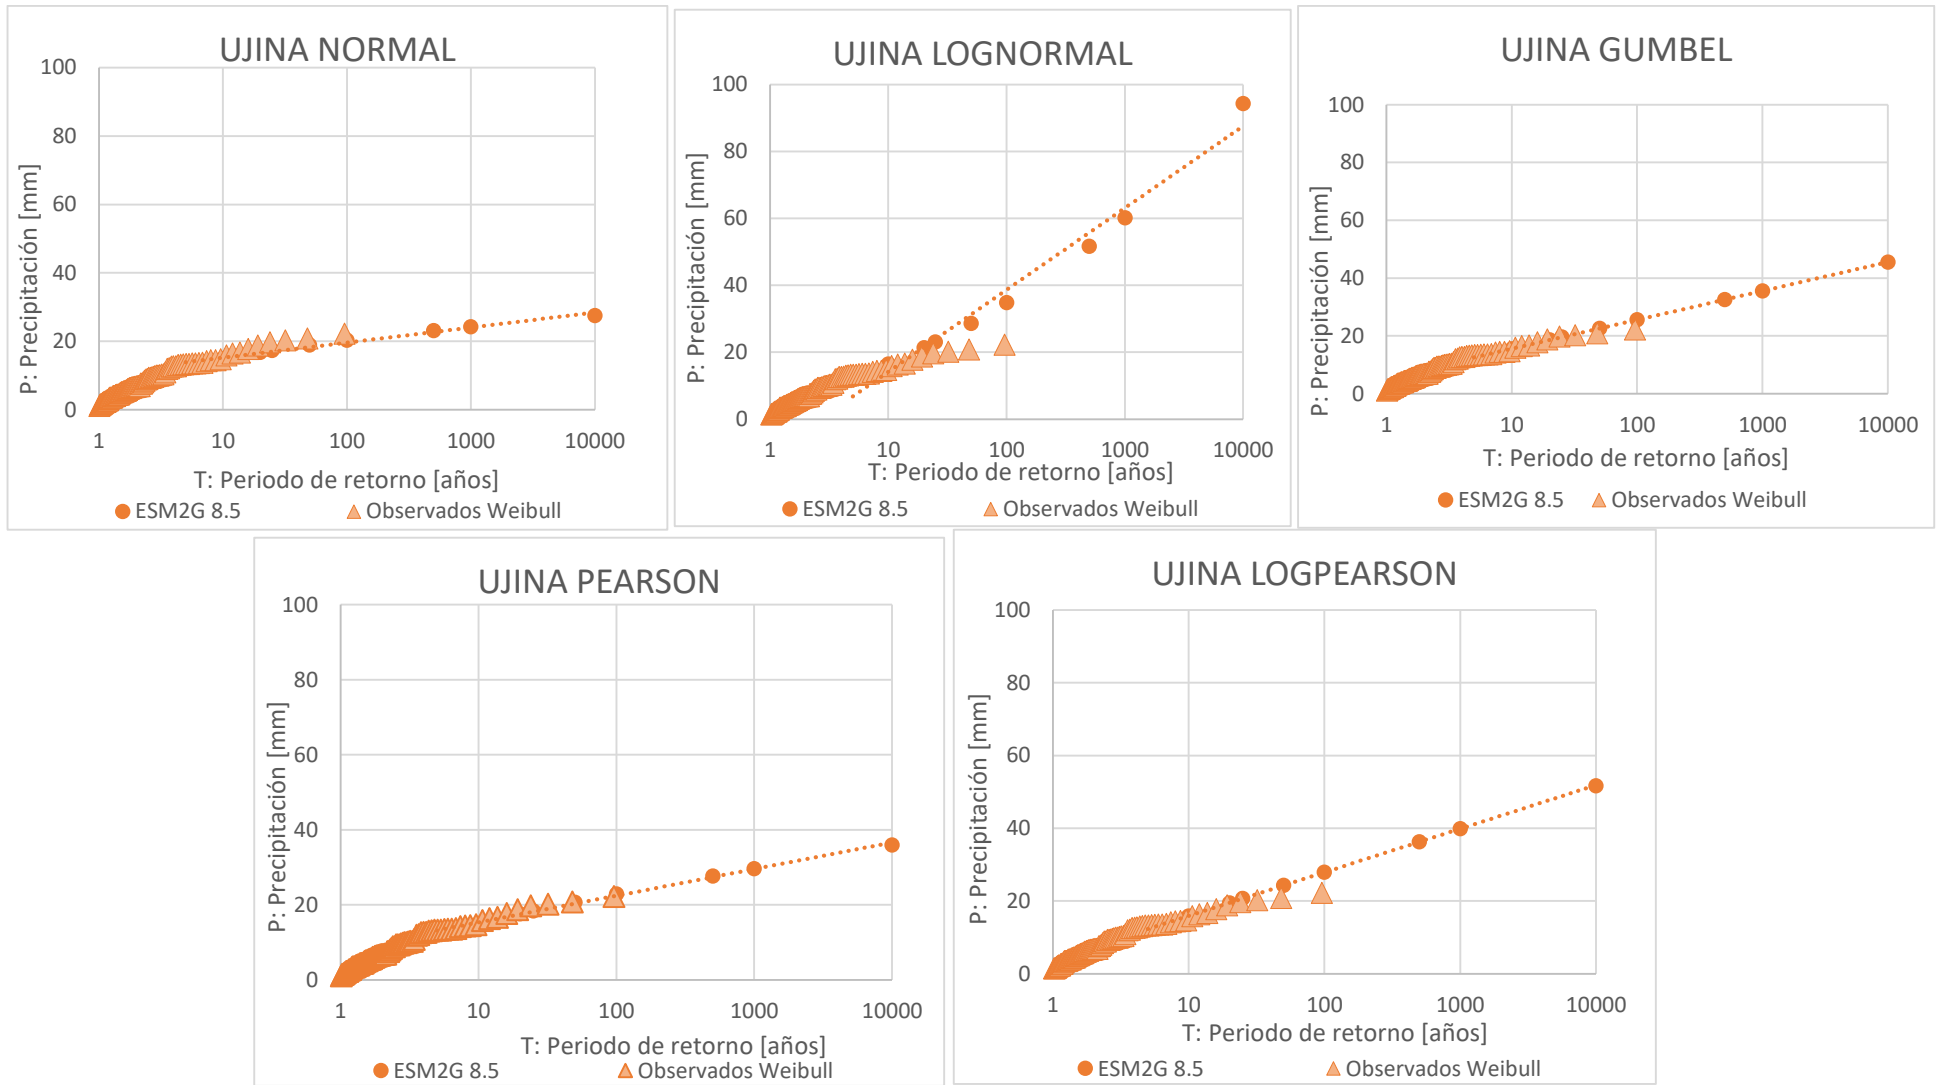 UJINA NORMAL
100
80
60
40
20
0
P: Precipitación [mm]
1 10 100 1000 10000
T: Periodo de retorno [años]
ESM2G 8.5 Observados Weibull
UJINA LOGNORMAL
100
80
60
40
20
0
P: Precipitación [mm]
1 10 100 1000 10000
T: Periodo de retorno [años]
ESM2G 8.5 Observados Weibull
UJINA GUMBEL
100
80
60
40
20
0
P: Precipitación [mm]
1 10 100 1000 10000
T: Periodo de retorno [años]
ESM2G 8.5 Observados Weibull
UJINA PEARSON
100
80
60
40
20
0
P: Precipitación [mm]
1 10 100 1000 10000
T: Periodo de retorno [años]
ESM2G 8.5 Observados Weibull
UJINA LOGPEARSON
100
80
60
40
20
0
P: Precipitación [mm]
1 10 100 1000 10000
T: Periodo de retorno [años]
ESM2G 8.5 Observados Weibull